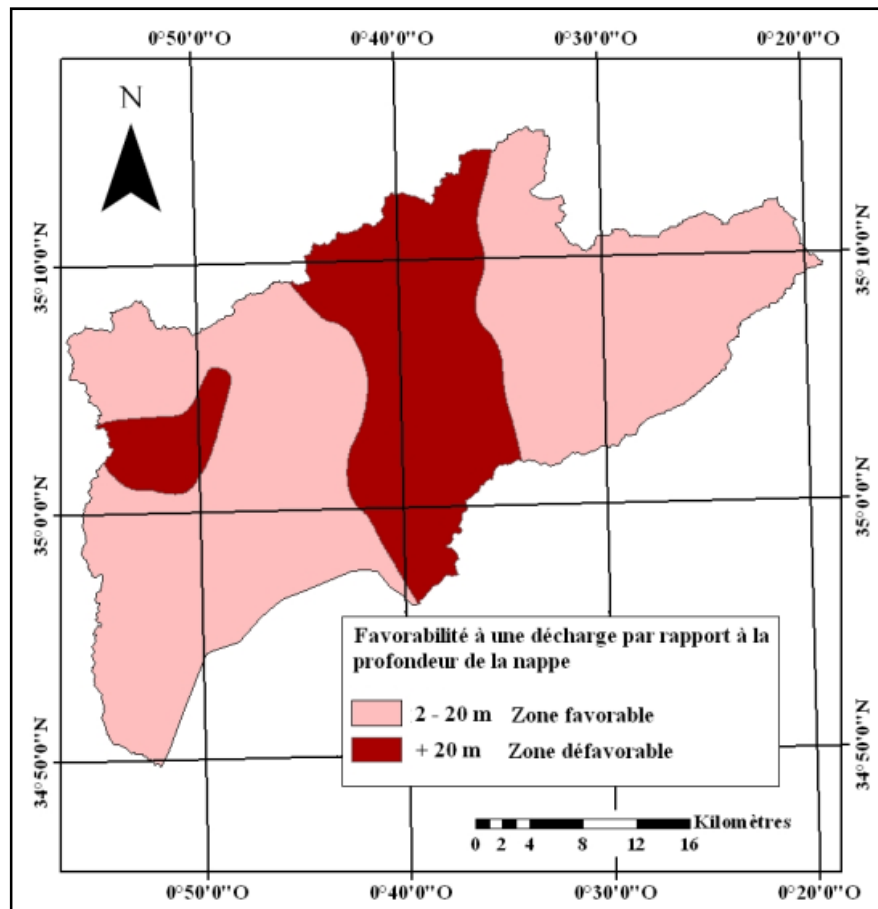 0°50'0"O 0°40'0"O 0°30'0"O 0°20'0"O
N
35°10'0"N 35°10'0"N
35°0'0"N 35°0'0"N
Favorabilité à une décharge par rapport à la
profondeur de la nappe
2 - 20 m Zone favorable
+ 20 m Zone défavorable
34°50'0"N 34°50'0"N
Kilomètres
0 2 4 8 12 16
0°50'0"O 0°40'0"O 0°30'0"O 0°20'0"O